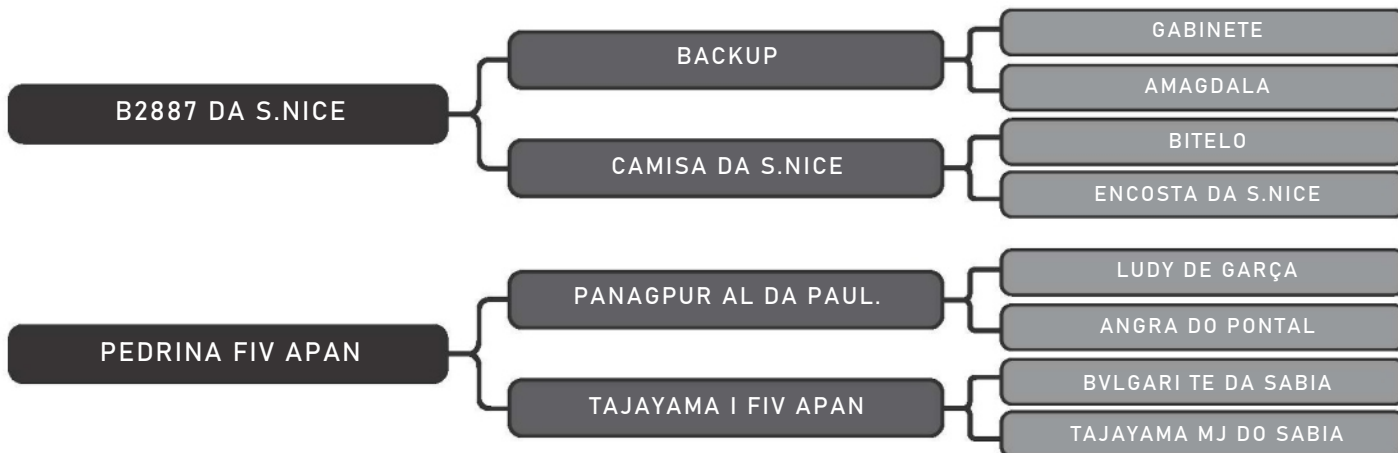 B2887 DA S.NICE
BACKUP
GABINETE
AMAGDALA
CAMISA DA S.NICE
BITELO
ENCOSTA DA S.NICE
PEDRINA FIV APAN
PANAGPUR AL DA PAUL.
LUDY DE GARÇA
ANGRA DO PONTAL
TAJAYAMA I FIV APAN
BVLGARI TE DA SABIA
TAJAYAMA MJ DO SABIA